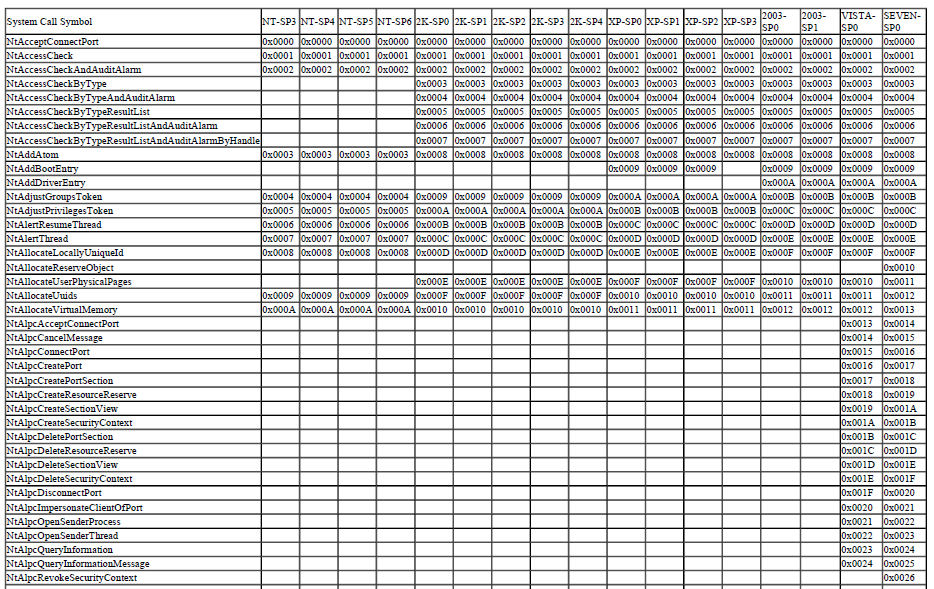 System Call Symbol NT-SP3 NT-SP4 NT-SP5 NT-SP6 2K-SP0 2K-SP1 2K-SP2 2K-SP3 2K-SP4 XP-SP0 XP-SP1 XP-SP2 XP-SP3 2003-SP0 2003-SP1 VISTA-SP0 SEVEN-SP0
NtAcceptConnectPort 0x0000 0x0000 0x0000 0x0000 0x0000 0x0000 0x0000 0x0000 0x0000 0x0000 0x0000 0x0000 0x0000 0x0000 0x0000 0x0000 0x0000
NtAccessCheck 0x0001 0x0001 0x0001 0x0001 0x0001 0x0001 0x0001 0x0001 0x0001 0x0001 0x0001 0x0001 0x0001 0x0001 0x0001 0x0001 0x0001
NtAccessCheckAndAuditAlarm 0x0002 0x0002 0x0002 0x0002 0x0002 0x0002 0x0002 0x0002 0x0002 0x0002 0x0002 0x0002 0x0002 0x0002 0x0002 0x0002 0x0002
NtAccessCheckByType 0x0003 0x0003 0x0003 0x0003 0x0003 0x0003 0x0003 0x0003 0x0003 0x0003 0x0003 0x0003 0x0003
NtAccessCheckByTypeAndAuditAlarm 0x0004 0x0004 0x0004 0x0004 0x0004 0x0004 0x0004 0x0004 0x0004 0x0004 0x0004 0x0004 0x0004
NtAccessCheckByTypeResultList 0x0005 0x0005 0x0005 0x0005 0x0005 0x0005 0x0005 0x0005 0x0005 0x0005 0x0005 0x0005 0x0005
NtAccessCheckByTypeResultListAndAuditAlarm 0x0006 0x0006 0x0006 0x0006 0x0006 0x0006 0x0006 0x0006 0x0006 0x0006 0x0006 0x0006 0x0006
NtAccessCheckByTypeResultListAndAuditAlarmByHandle 0x0007 0x0007 0x0007 0x0007 0x0007 0x0007 0x0007 0x0007 0x0007 0x0007 0x0007 0x0007 0x0007
NtAddAtom 0x0003 0x0003 0x0003 0x0003 0x0008 0x0008 0x0008 0x0008 0x0008 0x0008 0x0008 0x0008 0x0008 0x0008 0x0008 0x0008 0x0008
NtAddBootEntry 0x0009 0x0009 0x0009 0x0009 0x0009 0x0009 0x0009
NtAddDriverEntry 0x000A 0x000A 0x000A 0x000A
NtAdjustGroupsToken 0x0004 0x0004 0x0004 0x0004 0x0009 0x0009 0x0009 0x0009 0x0009 0x000A 0x000A 0x000A 0x000A 0x000B 0x000B 0x000B 0x000B
NtAdjustPrivilegesToken 0x0005 0x0005 0x0005 0x0005 0x000A 0x000A 0x000A 0x000A 0x000A 0x000B 0x000B 0x000B 0x000B 0x000C 0x000C 0x000C 0x000C
NtAlertResumeThread 0x0006 0x0006 0x0006 0x0006 0x000B 0x000B 0x000B 0x000B 0x000B 0x000C 0x000C 0x000C 0x000C 0x000D 0x000D 0x000D 0x000D
NtAlertThread 0x0007 0x0007 0x0007 0x0007 0x000C 0x000C 0x000C 0x000C 0x000C 0x000D 0x000D 0x000D 0x000D 0x000E 0x000E 0x000E 0x000E
NtAllocateLocallyUniqueId 0x0008 0x0008 0x0008 0x0008 0x000D 0x000D 0x000D 0x000D 0x000D 0x000E 0x000E 0x000E 0x000E 0x000F 0x000F 0x000F 0x000F
NtAllocateReserveObject 0x0010
NtAllocateUserPhysicalPages 0x000E 0x000E 0x000E 0x000E 0x000E 0x000F 0x000F 0x000F 0x000F 0x0010 0x0010 0x0010 0x0011
NtAllocateUuids 0x0009 0x0009 0x0009 0x0009 0x000F 0x000F 0x000F 0x000F 0x000F 0x0010 0x0010 0x0010 0x0010 0x0011 0x0011 0x0011 0x0012
NtAllocateVirtualMemory 0x000A 0x000A 0x000A 0x000A 0x0010 0x0010 0x0010 0x0010 0x0010 0x0011 0x0011 0x0011 0x0011 0x0012 0x0012 0x0012 0x0013
NtAlpcAcceptConnectPort 0x0013 0x0014
NtAlpcCancelMessage 0x0014 0x0015
NtAlpcConnectPort 0x0015 0x0016
NtAlpcCreatePort 0x0016 0x0017
NtAlpcCreatePortSection 0x0017 0x0018
NtAlpcCreateResourceReserve 0x0018 0x0019
NtAlpcCreateSectionView 0x0019 0x001A
NtAlpcCreateSecurityContext 0x001A 0x001B
NtAlpcDeletePortSection 0x001B 0x001C
NtAlpcDeleteResourceReserve 0x001C 0x001D
NtAlpcDeleteSectionView 0x001D 0x001E
NtAlpcDeleteSecurityContext 0x001E 0x001F
NtAlpcDisconnectPort 0x001F 0x0020
NtAlpcImpersonateClientOfPort 0x0020 0x0021
NtAlpcOpenSenderProcess 0x0021 0x0022
NtAlpcOpenSenderThread 0x0022 0x0023
NtAlpcQueryInformation 0x0023 0x0024
NtAlpcQueryInformationMessage 0x0024 0x0025
NtAlpcRevokeSecurityContext 0x0026